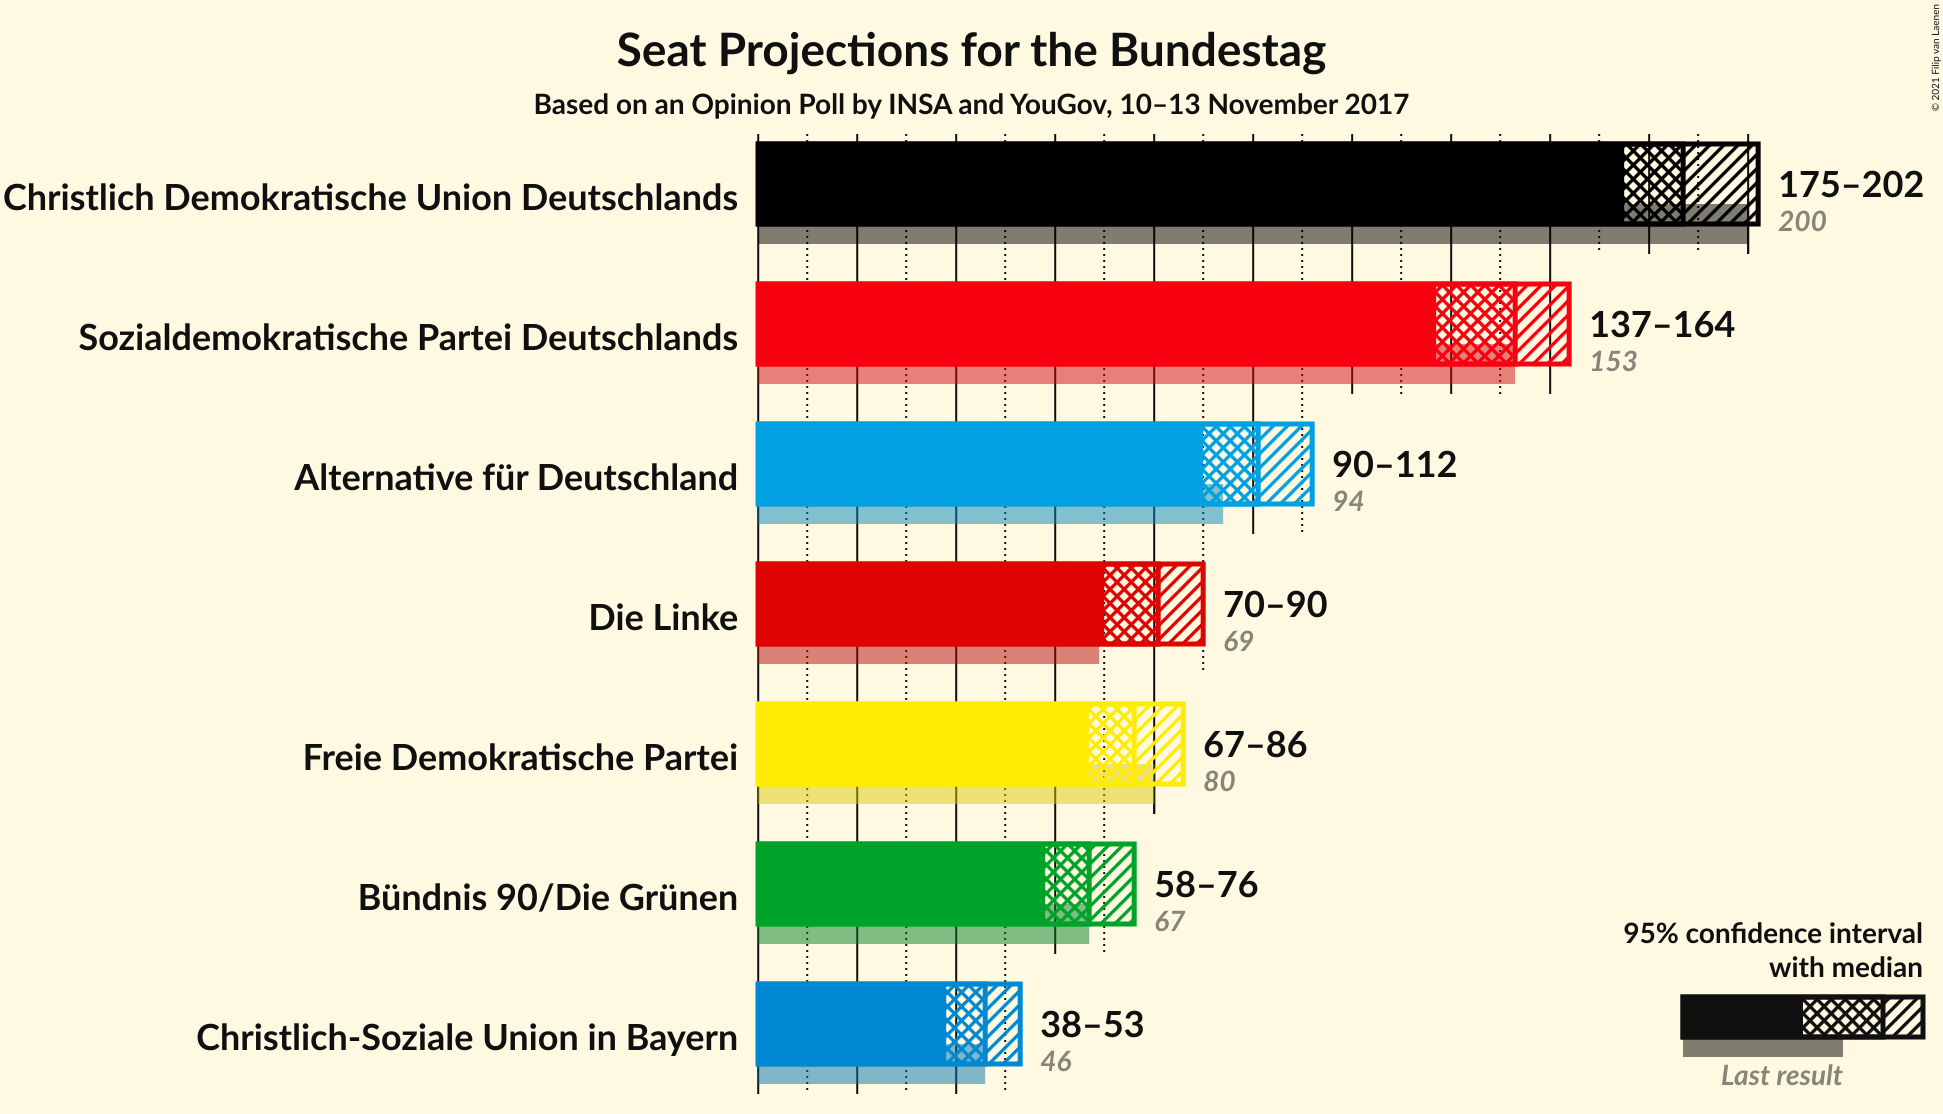 Seat Projections for the Bundestag
Based on an Opinion Poll by INSA and YouGov, 10–13 November 2017
© 2021 Filip van Laenen
Christlich Demokratische Union Deutschlands
175–202
200
Sozialdemokratische Partei Deutschlands
137–164
153
Alternative für Deutschland
90–112
94
Die Linke
70–90
69
Freie Demokratische Partei
67–86
80
Bündnis 90/Die Grünen
58–76
67
Christlich-Soziale Union in Bayern
38–53
46
95% confidence interval
with median
Last result